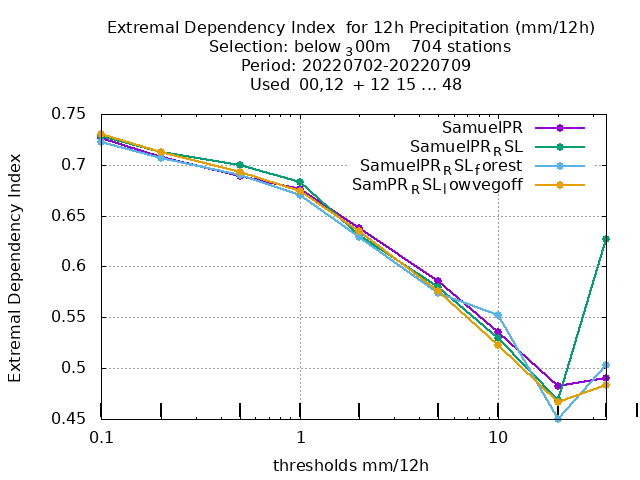 Extremal Dependency Index  for 12h Precipitation (mm/12h)
Selection: below ₃00m    704 stations
Period: 20220702-20220709
Used  00,12  + 12 15 ... 48
SamuelPR
SamuelPR_RSL
SamuelPR_RSL_forest
SamPR_RSL_lowvegoff
Extremal Dependency Index
0.75
0.7
0.65
0.6
0.55
0.5
0.45
0.1
1
10
thresholds mm/12h